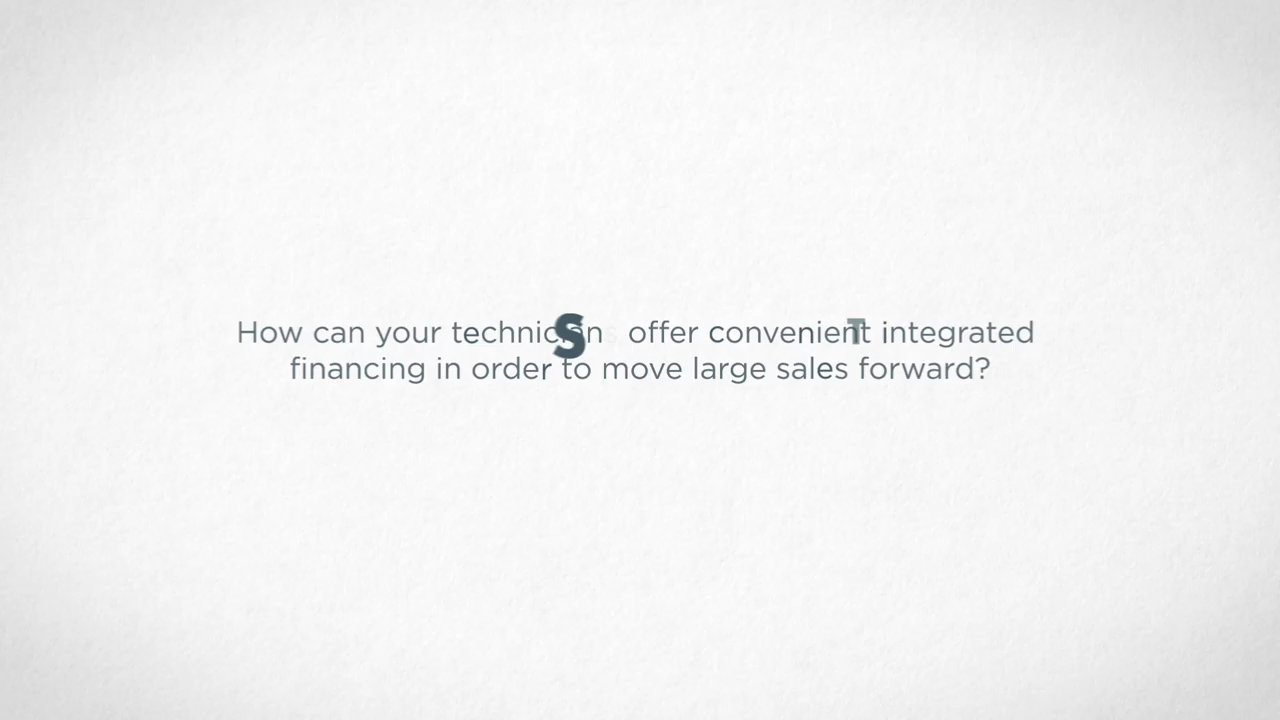 How can your technicians offer convenient integrated
financing in order to move large sales forward?